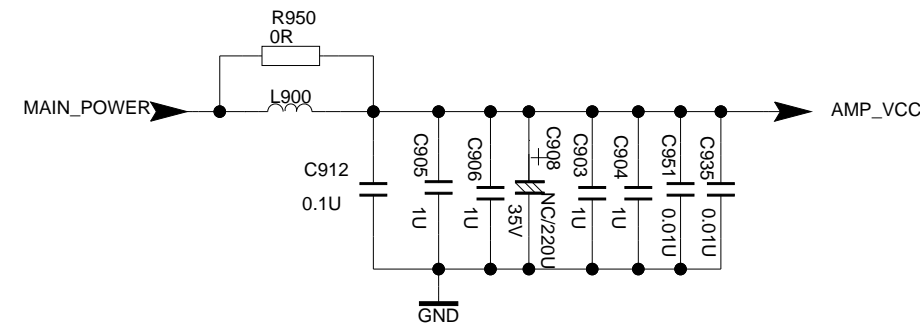 R950
0R
MAIN_POWER
L900
AMP_VCC
C912
0.1U
C905
1U
C906
1U
C908
NC/220U
35V
C903
1U
C904
1U
C951
0.01U
C935
0.01U
GND